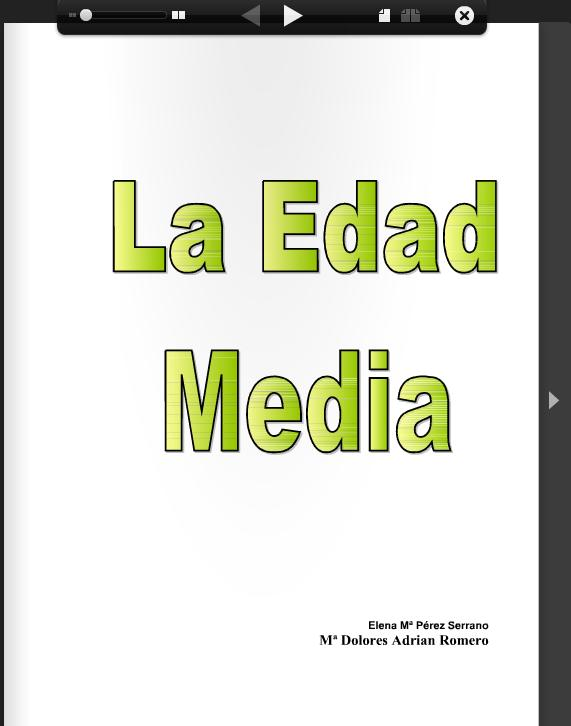 La Edad
Media
Elena Mª Pérez Serrano
Mª Dolores Adrian Romero